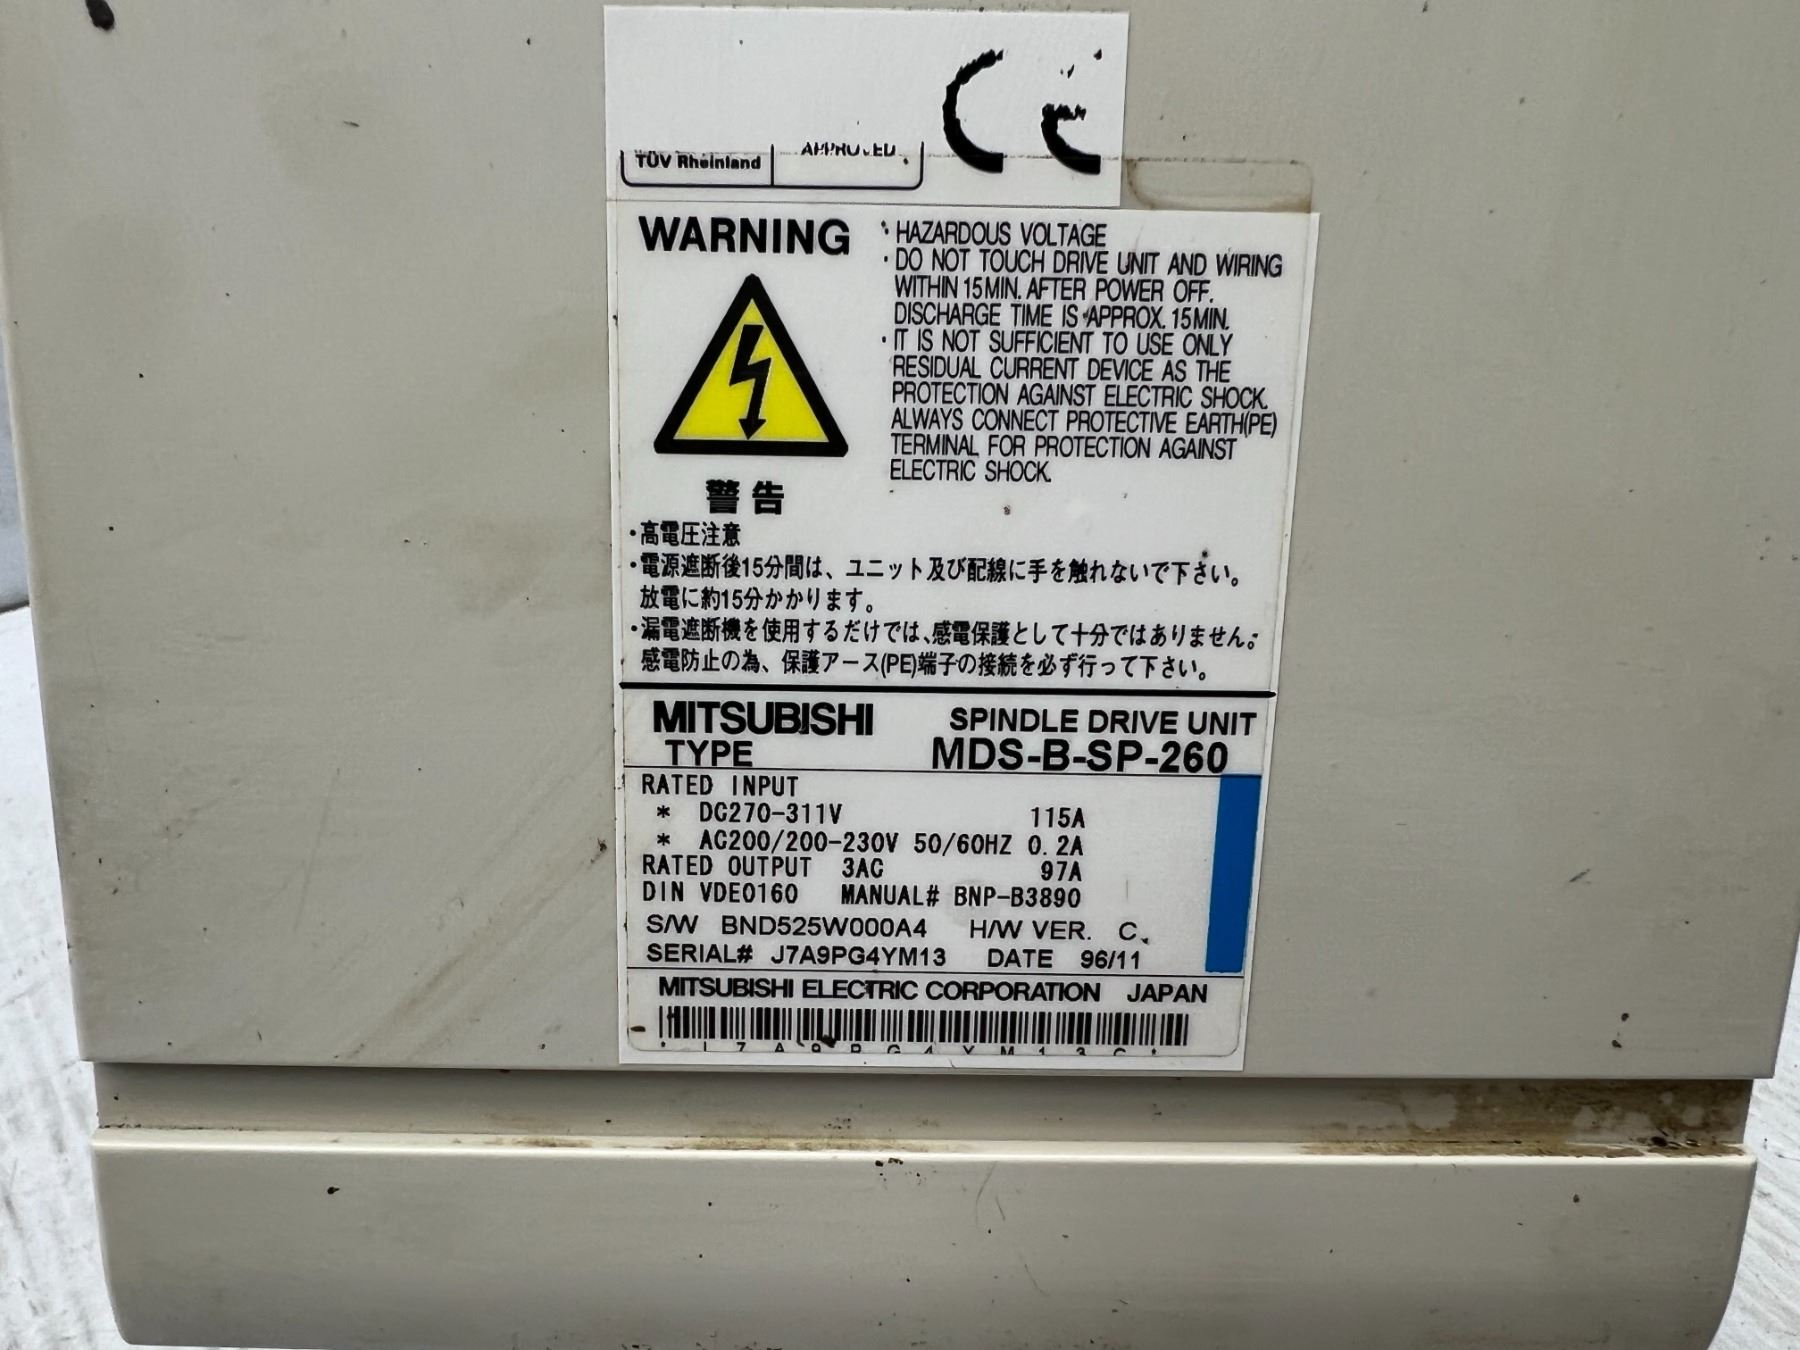 TÜV Rheinland
APPROVED
CE
WARNING
・HAZARDOUS VOLTAGE
・DO NOT TOUCH DRIVE UNIT AND WIRING
WITHIN 15MIN. AFTER POWER OFF.
DISCHARGE TIME IS APPROX. 15MIN.
・IT IS NOT SUFFICIENT TO USE ONLY
RESIDUAL CURRENT DEVICE AS THE
PROTECTION AGAINST ELECTRIC SHOCK.
ALWAYS CONNECT PROTECTIVE EARTH(PE)
TERMINAL FOR PROTECTION AGAINST
ELECTRIC SHOCK.
警告
・高電圧注意
・電源遮断後15分間は、ユニット及び配線に手を触れないで下さい。
放電に約15分かかります。
・漏電遮断機を使用するだけでは、感電保護として十分ではありません。
感電防止の為、保護アース(PE)端子の接続を必ず行って下さい。
MITSUBISHI SPINDLE DRIVE UNIT
TYPE MDS-B-SP-260
RATED INPUT
* DC270-311V 115A
* AC200/200-230V 50/60HZ 0.2A
RATED OUTPUT 3AC 97A
DIN VDE0160 MANUAL# BNP-B3890
S/W BND525W000A4 H/W VER. C
SERIAL# J7A9PG4YM13 DATE 96/11
MITSUBISHI ELECTRIC CORPORATION JAPAN
*J7A9PG4YM13C*